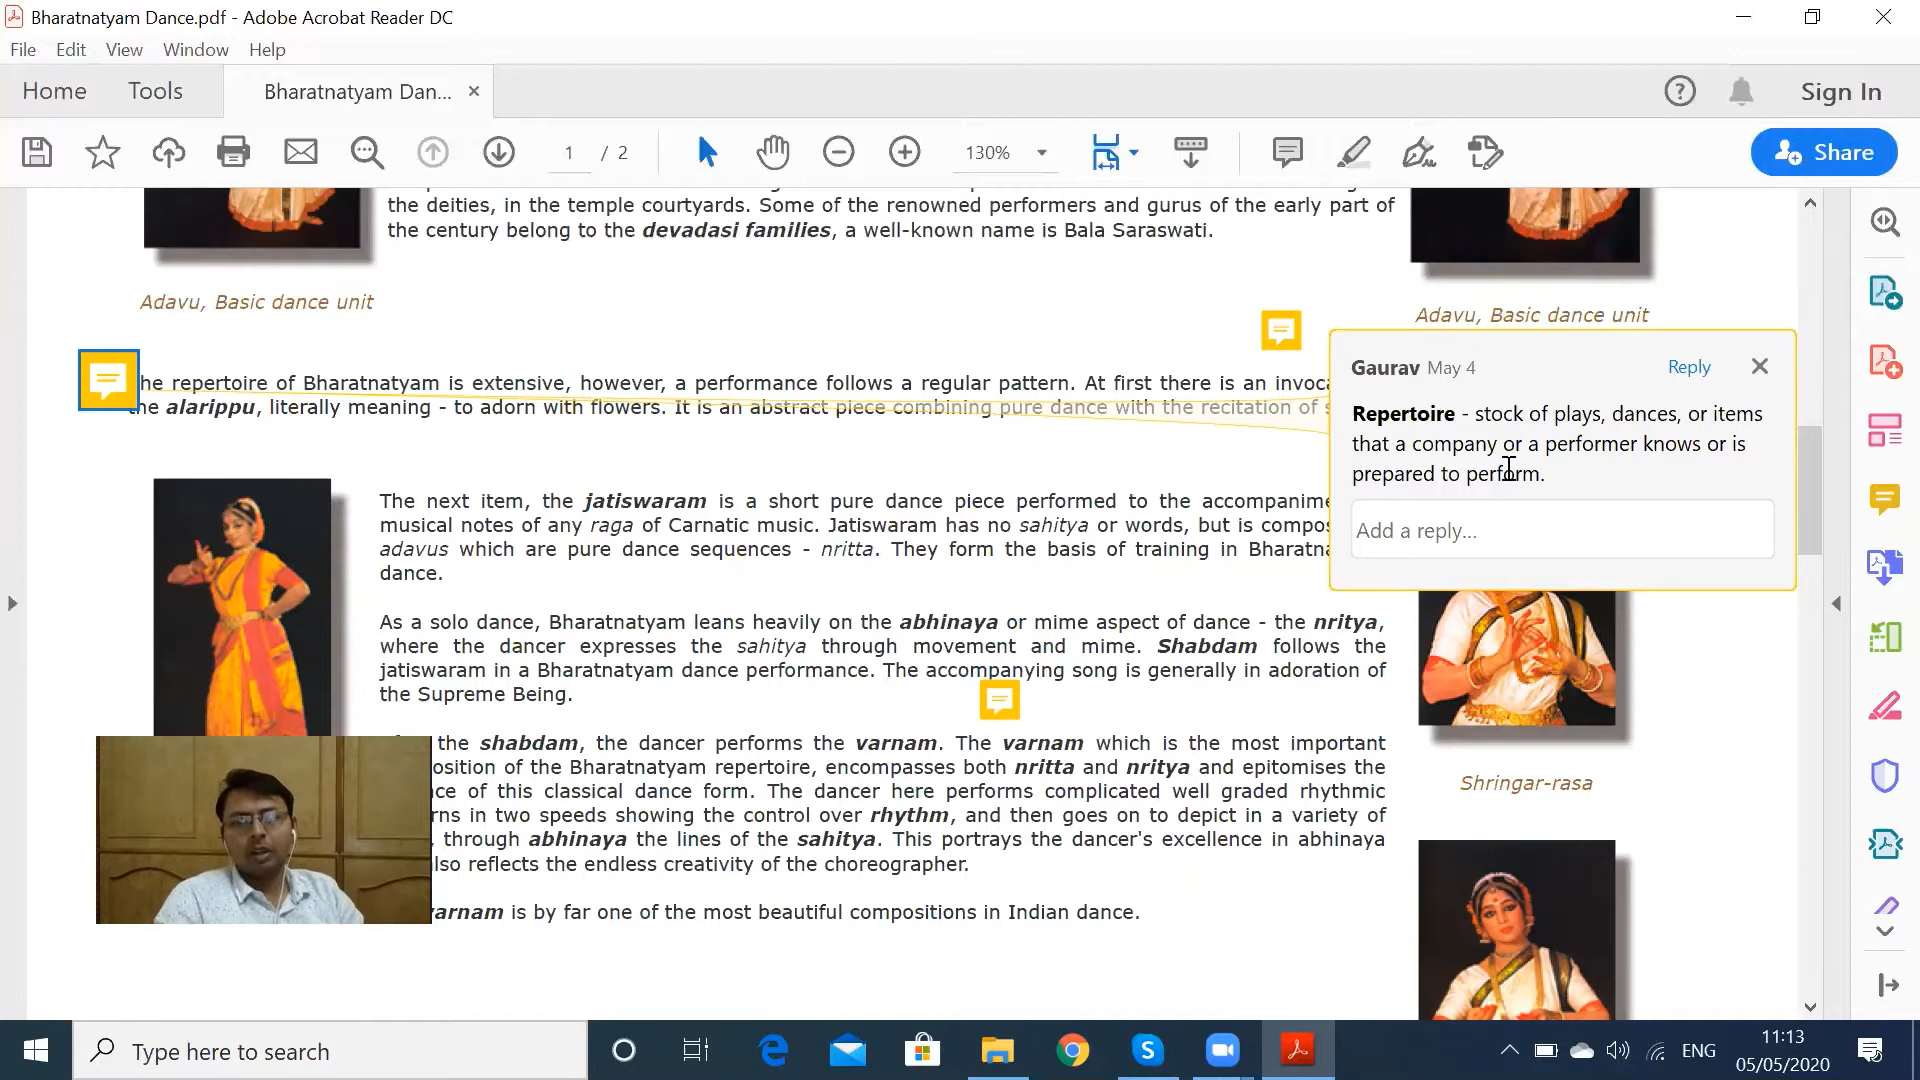 Bharatnatyam Dance.pdf - Adobe Acrobat Reader DC
File Edit View Window Help
Home Tools Bharatnatyam Dan... Sign In
1 / 2 130% Share
the deities, in the temple courtyards. Some of the renowned performers and gurus of the early part of
the century belong to the devadasi families, a well-known name is Bala Saraswati.
Adavu, Basic dance unit
Adavu, Basic dance unit
he repertoire of Bharatnatyam is extensive, however, a performance follows a regular pattern. At first there is an invoca
the alarippu, literally meaning - to adorn with flowers. It is an abstract piece combining pure dance with the recitation of s
Gaurav May 4 Reply
Repertoire - stock of plays, dances, or items
that a company or a performer knows or is
prepared to perform.
Add a reply...
The next item, the jatiswaram is a short pure dance piece performed to the accompanime
musical notes of any raga of Carnatic music. Jatiswaram has no sahitya or words, but is compos
adavus which are pure dance sequences - nritta. They form the basis of training in Bharatna
dance.
As a solo dance, Bharatnatyam leans heavily on the abhinaya or mime aspect of dance - the nritya,
where the dancer expresses the sahitya through movement and mime. Shabdam follows the
jatiswaram in a Bharatnatyam dance performance. The accompanying song is generally in adoration of
the Supreme Being.
the shabdam, the dancer performs the varnam. The varnam which is the most important
osition of the Bharatnatyam repertoire, encompasses both nritta and nritya and epitomises the
nce of this classical dance form. The dancer here performs complicated well graded rhythmic
rns in two speeds showing the control over rhythm, and then goes on to depict in a variety of
, through abhinaya the lines of the sahitya. This portrays the dancer's excellence in abhinaya
also reflects the endless creativity of the choreographer.
varnam is by far one of the most beautiful compositions in Indian dance.
Shringar-rasa
Type here to search
ENG
11:13
05/05/2020